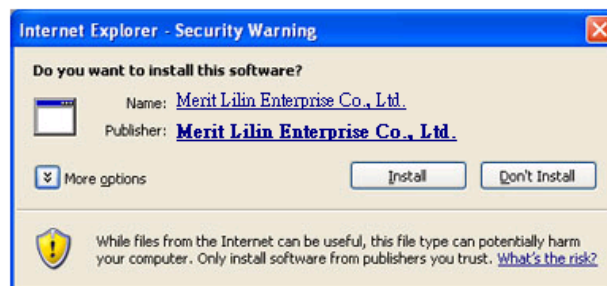 Internet Explorer - Security Warning
Do you want to install this software?
Name: Merit Lilin Enterprise Co., Ltd.
Publisher: Merit Lilin Enterprise Co., Ltd.
More options
Install
Don't Install
While files from the Internet can be useful, this file type can potentially harm
your computer. Only install software from publishers you trust. What's the risk?